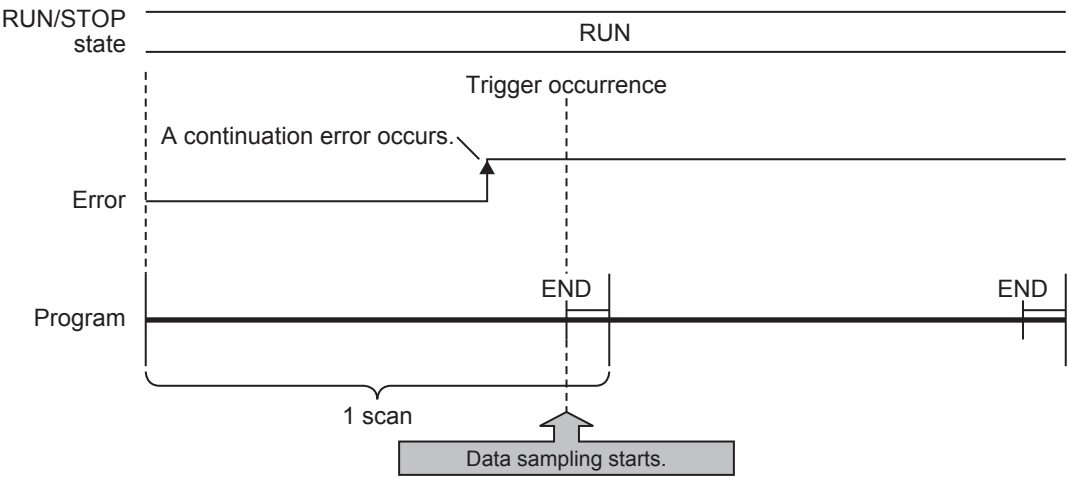 RUN/STOP
state
RUN
Trigger occurrence
A continuation error occurs.
Error
END
END
Program
1 scan
Data sampling starts.